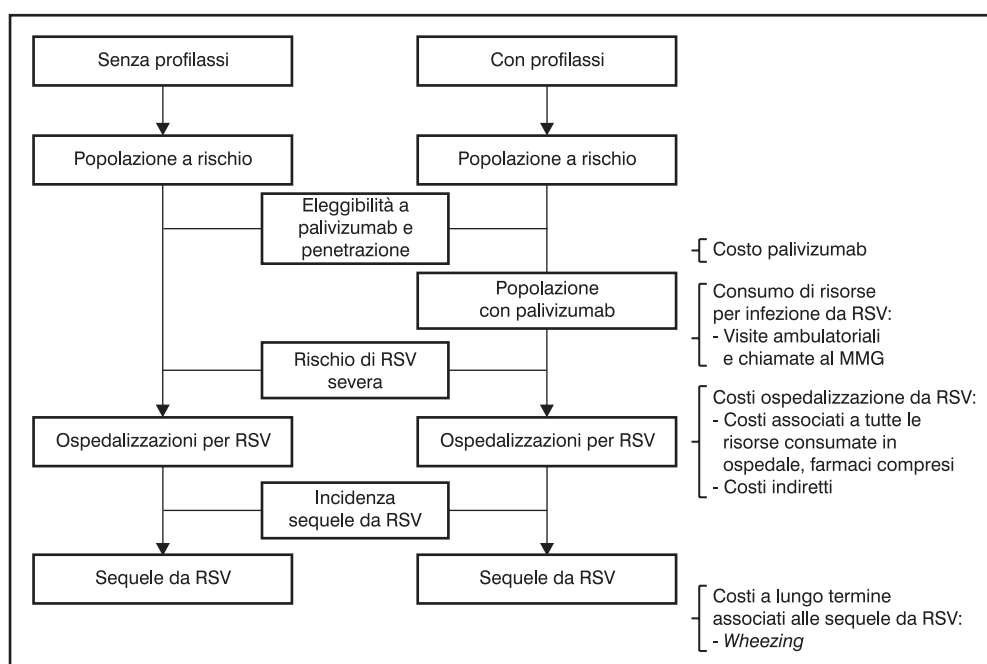 Senza profilassi
Con profilassi
Popolazione a rischio
Popolazione a rischio
Eleggibilità a
palivizumab e
penetrazione
Costo palivizumab
Popolazione
con palivizumab
Consumo di risorse
per infezione da RSV:
- Visite ambulatoriali
e chiamate al MMG
Rischio di RSV
severa
Ospedalizzazioni per RSV
Ospedalizzazioni per RSV
Costi ospedalizzazione da RSV:
- Costi associati a tutte le
risorse consumate in
ospedale, farmaci compresi
- Costi indiretti
Incidenza
sequele da RSV
Sequele da RSV
Sequele da RSV
Costi a lungo termine
associati alle sequele da RSV:
- Wheezing